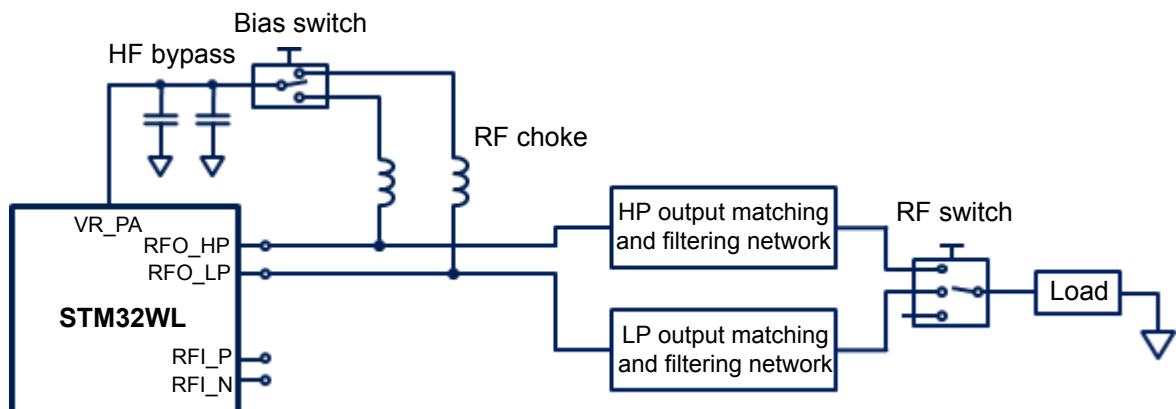 Bias switch
HF bypass
RF choke
VR_PA
RFO_HP
RFO_LP
STM32WL
RFI_P
RFI_N
HP output matching
and filtering network
LP output matching
and filtering network
RF switch
Load